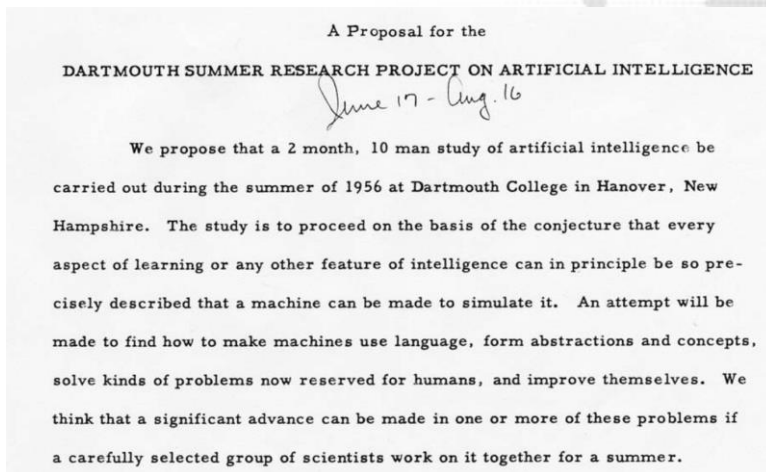 A Proposal for the
DARTMOUTH SUMMER RESEARCH PROJECT ON ARTIFICIAL INTELLIGENCE
June 17 - Aug. 16
We propose that a 2 month, 10 man study of artificial intelligence be
carried out during the summer of 1956 at Dartmouth College in Hanover, New
Hampshire. The study is to proceed on the basis of the conjecture that every
aspect of learning or any other feature of intelligence can in principle be so pre-
cisely described that a machine can be made to simulate it. An attempt will be
made to find how to make machines use language, form abstractions and concepts,
solve kinds of problems now reserved for humans, and improve themselves. We
think that a significant advance can be made in one or more of these problems if
a carefully selected group of scientists work on it together for a summer.